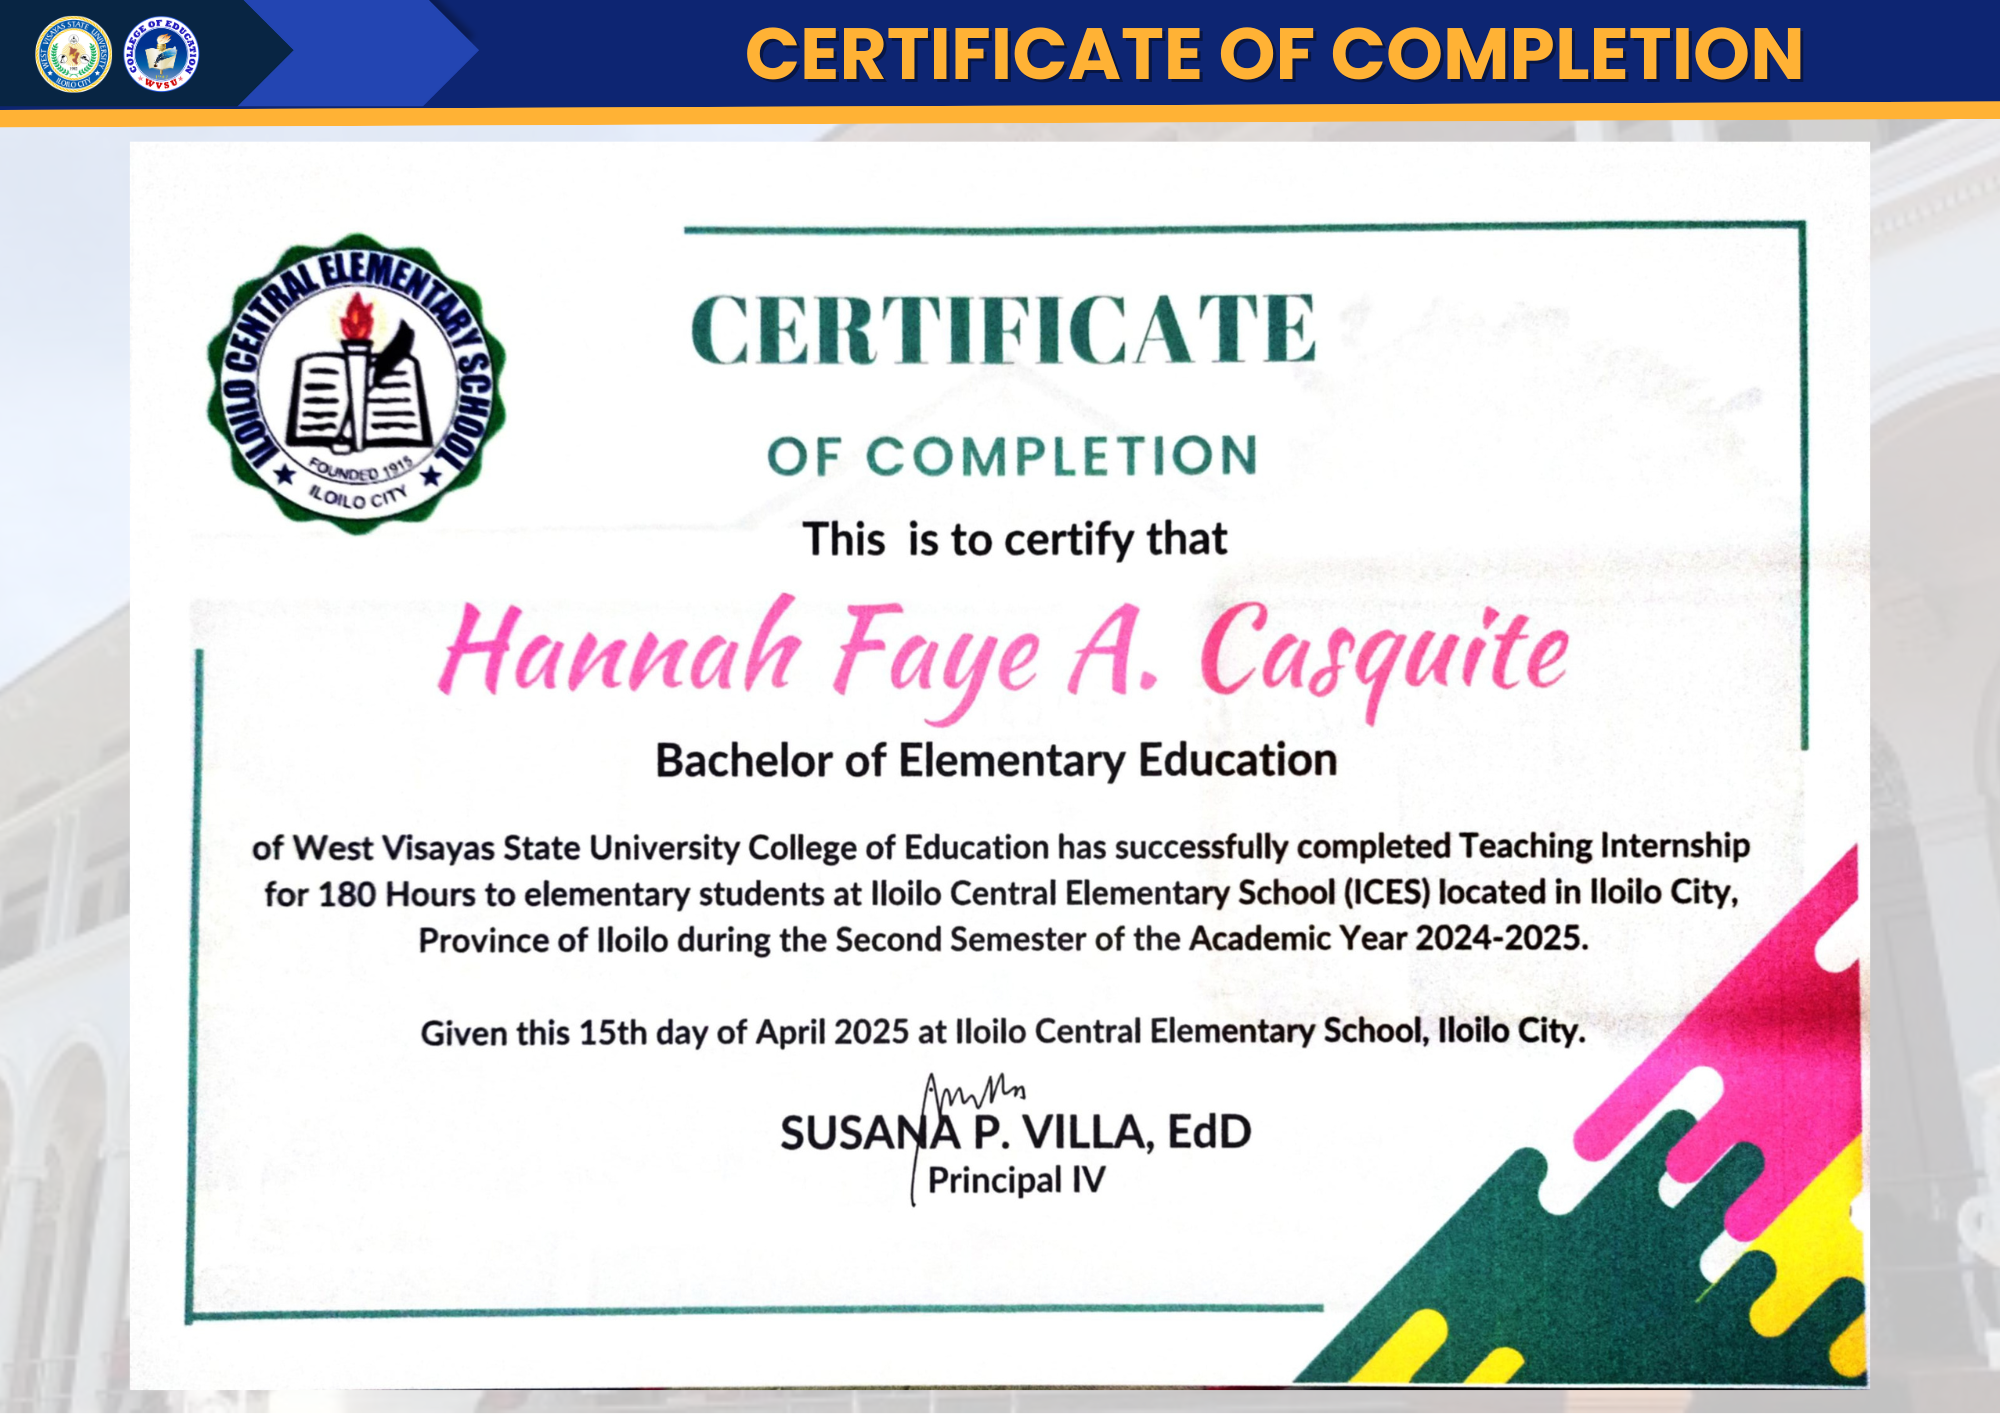 WEST VISAYAS STATE UNIVERSITY
ILOILO CITY
COLLEGE OF EDUCATION
WVSU
CERTIFICATE OF COMPLETION
ILOILO CENTRAL ELEMENTARY SCHOOL
FOUNDED 1915
ILOILO CITY
CERTIFICATE
OF COMPLETION
This is to certify that
Hannah Faye A. Casquite
Bachelor of Elementary Education
of West Visayas State University College of Education has successfully completed Teaching Internship
for 180 Hours to elementary students at Iloilo Central Elementary School (ICES) located in Iloilo City,
Province of Iloilo during the Second Semester of the Academic Year 2024-2025.
Given this 15th day of April 2025 at Iloilo Central Elementary School, Iloilo City.
SUSANA P. VILLA, EdD
Principal IV